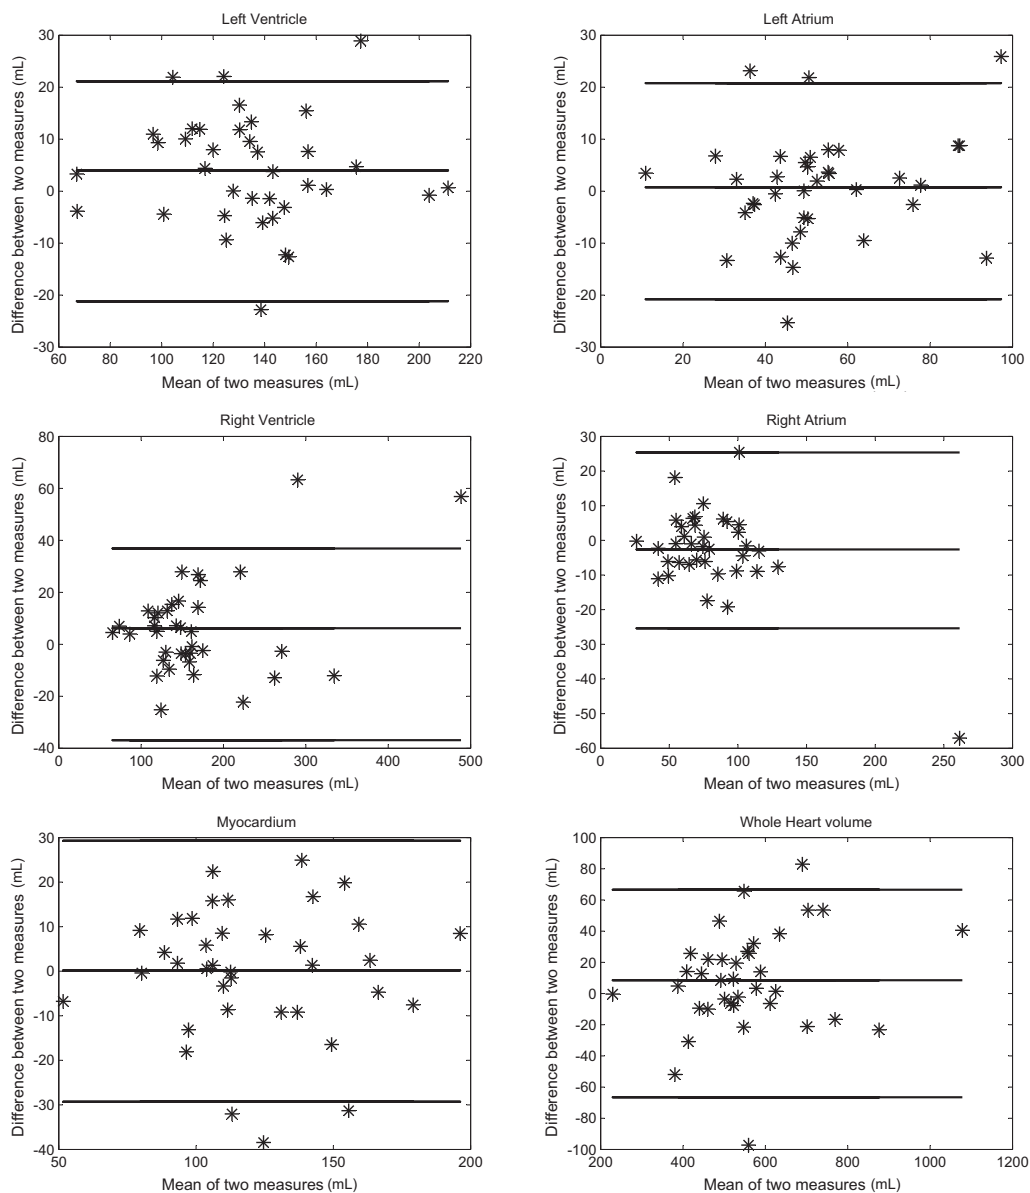 Left Ventricle
Difference between two measures (mL)
30
20
10
0
-10
-20
-30
60 80 100 120 140 160 180 200 220
Mean of two measures (mL)
Left Atrium
Difference between two measures (mL)
30
20
10
0
-10
-20
-30
0 20 40 60 80 100
Mean of two measures (mL)
Right Ventricle
Difference between two measures (mL)
80
60
40
20
0
-20
-40
0 100 200 300 400 500
Mean of two measures (mL)
Right Atrium
Difference between two measures (mL)
30
20
10
0
-10
-20
-30
-40
-50
-60
0 50 100 150 200 250 300
Mean of two measures (mL)
Myocardium
Difference between two measures (mL)
30
20
10
0
-10
-20
-30
-40
50 100 150 200
Mean of two measures (mL)
Whole Heart volume
Difference between two measures (mL)
100
80
60
40
20
0
-20
-40
-60
-80
-100
200 400 600 800 1000 1200
Mean of two measures (mL)